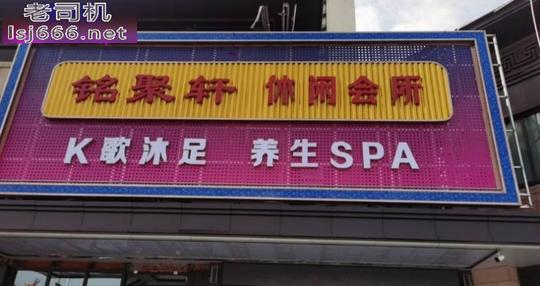 老司机
lsj666.net
铭聚轩 休闲会所
K歌沐足 养生SPA